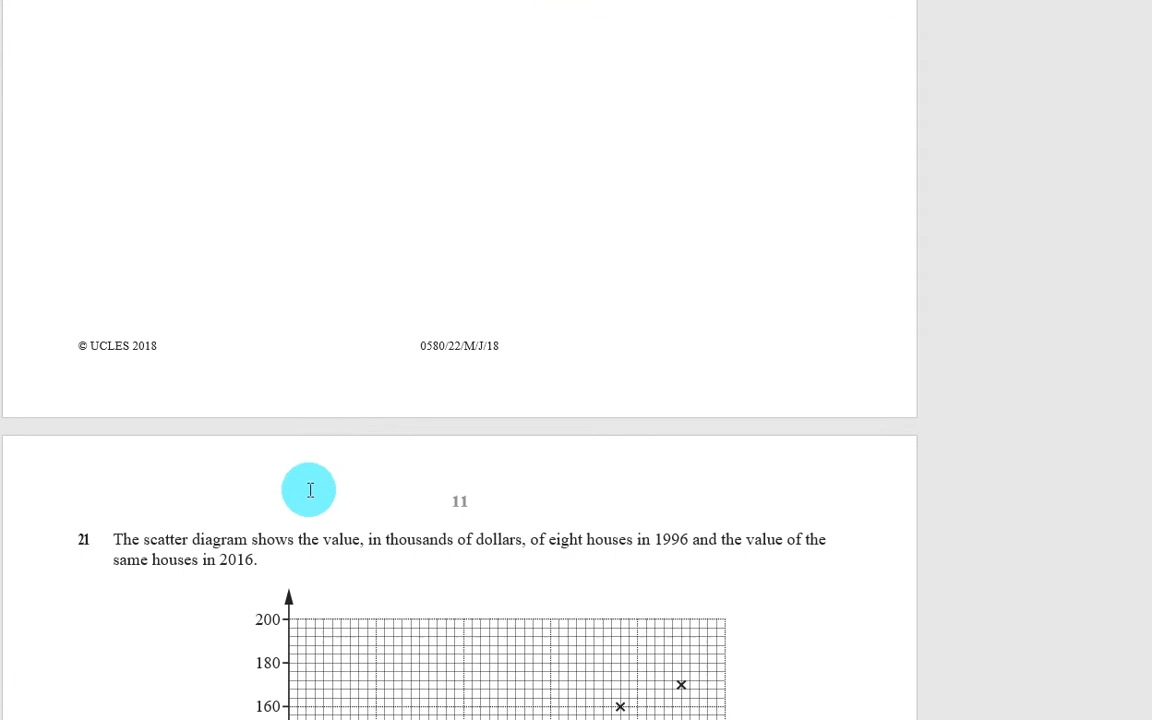 © UCLES 2018 0580/22/M/J/18
11
21 The scatter diagram shows the value, in thousands of dollars, of eight houses in 1996 and the value of the
same houses in 2016.
200
180
160